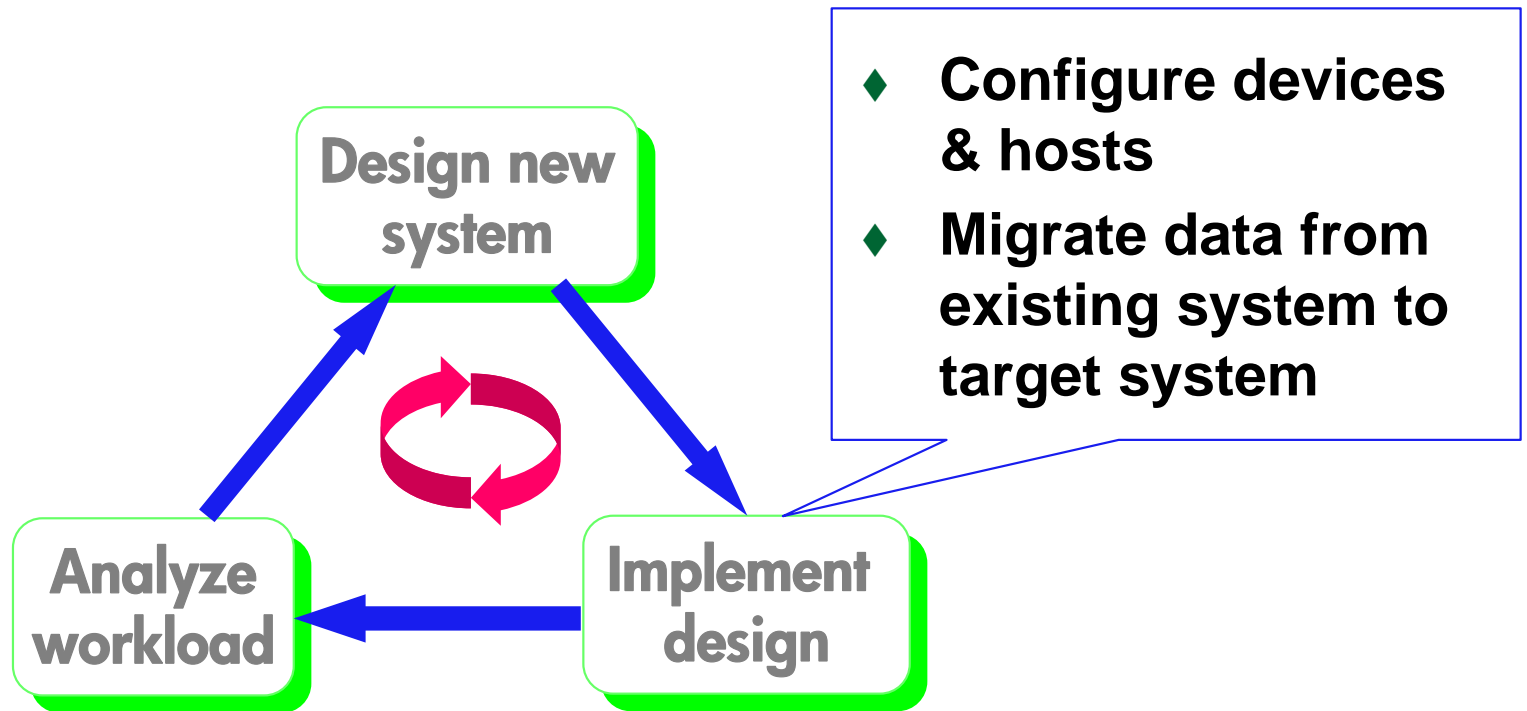 Design new
system
Configure devices
& hosts
Migrate data from
existing system to
target system
Analyze
workload
Implement
design